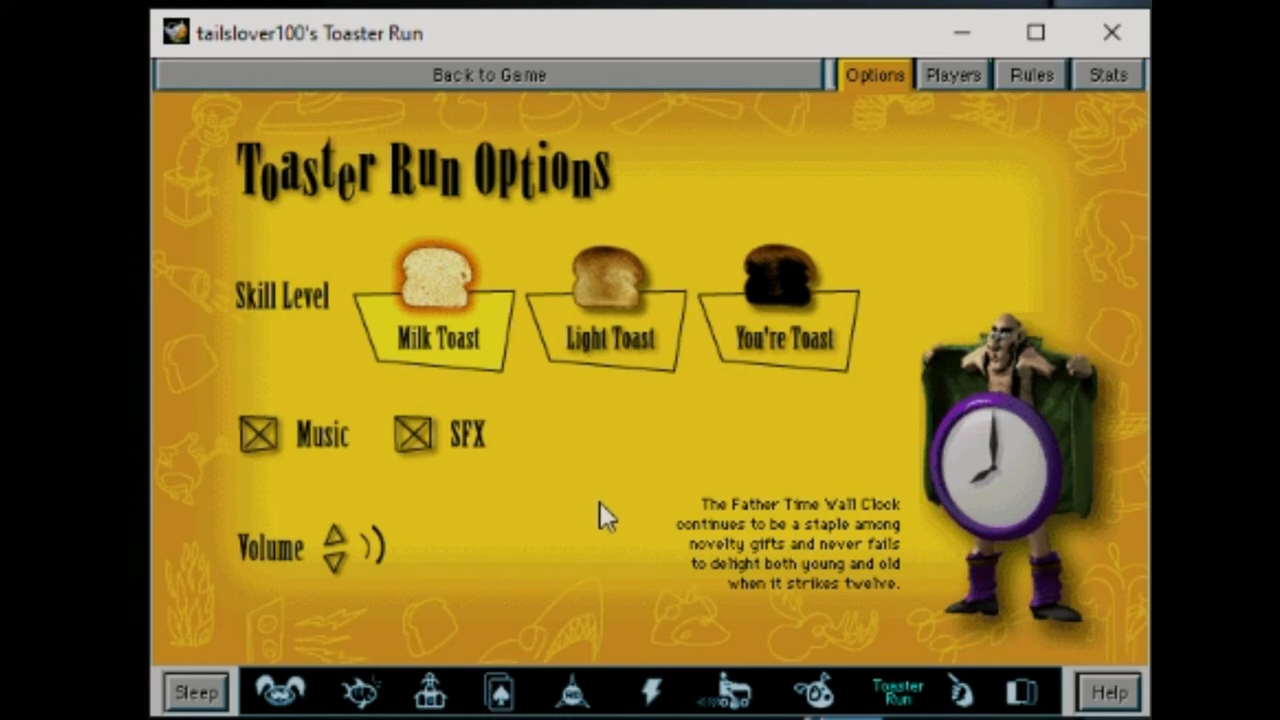 tailslover100's Toaster Run
Back to Game
Options
Players
Rules
Stats
Toaster Run Options
Skill Level
Milk Toast
Light Toast
You're Toast
Music
SFX
The Father Time Wall Clock
continues to be a staple among
novelty gifts and never fails
to delight both young and old
when it strikes twelve.
Volume
Sleep
Toaster
Run
Help